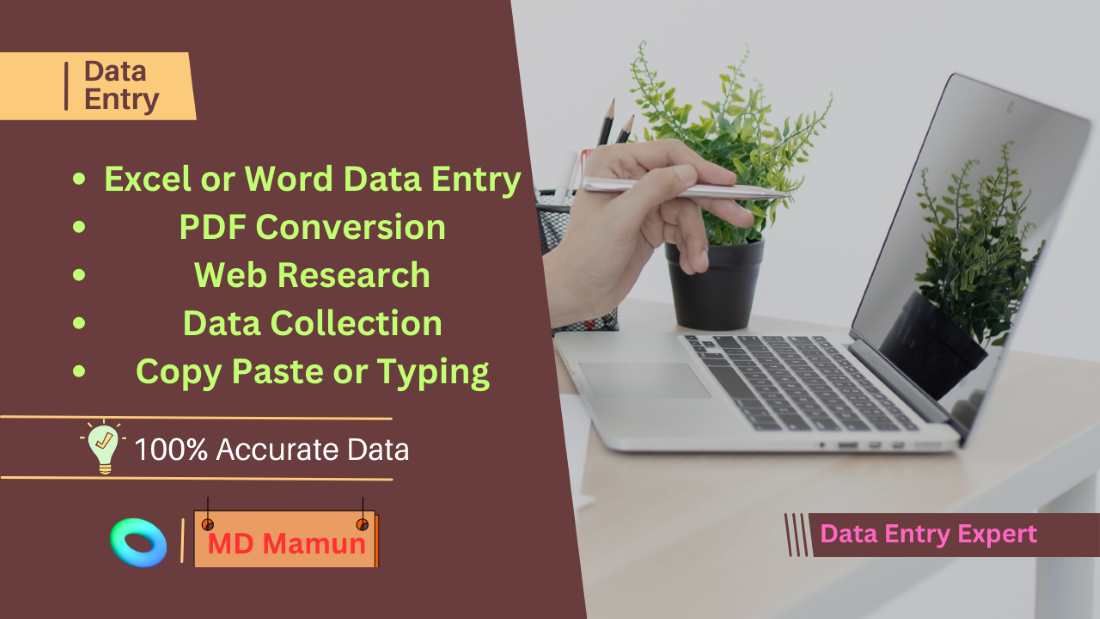 Data
Entry
• Excel or Word Data Entry
• PDF Conversion
• Web Research
• Data Collection
• Copy Paste or Typing
100% Accurate Data
MD Mamun
Data Entry Expert